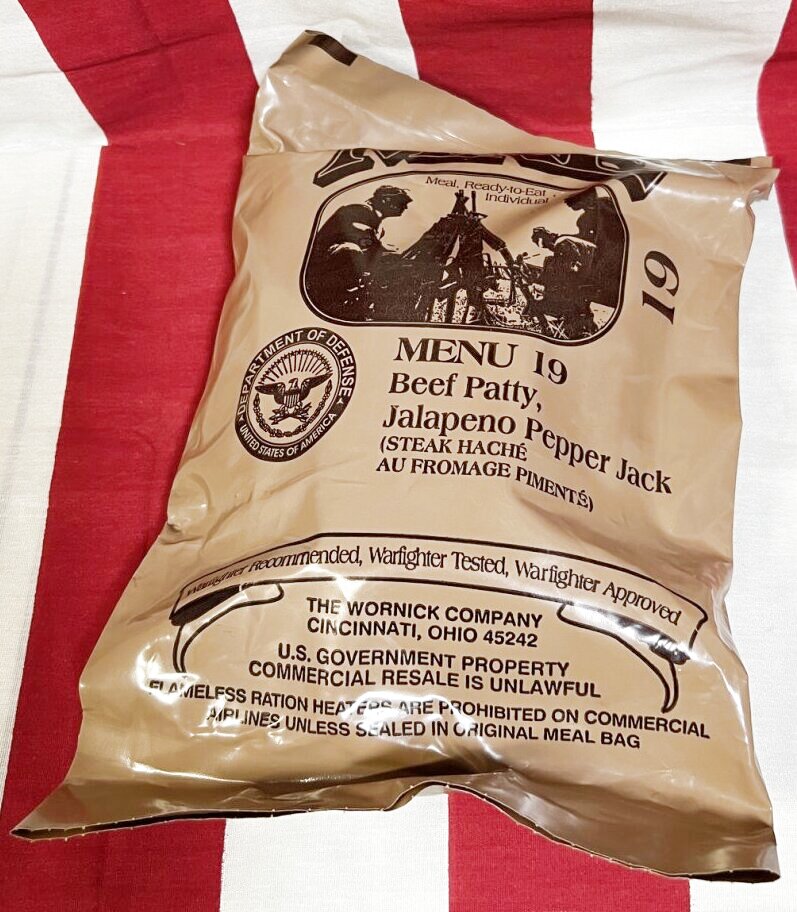 Meal, Ready-to-Eat
Individual
19
DEPARTMENT OF DEFENSE
UNITED STATES OF AMERICA
MENU 19
Beef Patty,
Jalapeno Pepper Jack
(STEAK HACHÉ
AU FROMAGE PIMENTÉ)
Warfighter Recommended, Warfighter Tested, Warfighter Approved
THE WORNICK COMPANY
CINCINNATI, OHIO 45242
U.S. GOVERNMENT PROPERTY
COMMERCIAL RESALE IS UNLAWFUL
FLAMELESS RATION HEATERS ARE PROHIBITED ON COMMERCIAL
AIRLINES UNLESS SEALED IN ORIGINAL MEAL BAG